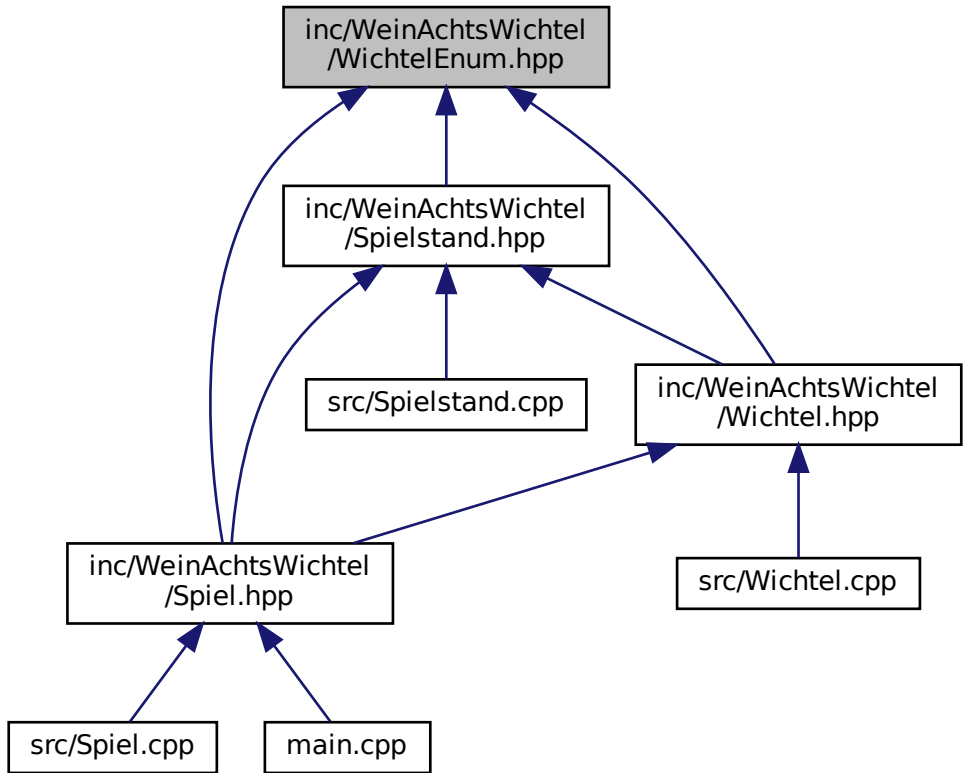 inc/WeinAchtsWichtel
/WichtelEnum.hpp
inc/WeinAchtsWichtel
/Spielstand.hpp
src/Spielstand.cpp
inc/WeinAchtsWichtel
/Wichtel.hpp
inc/WeinAchtsWichtel
/Spiel.hpp
src/Wichtel.cpp
src/Spiel.cpp
main.cpp